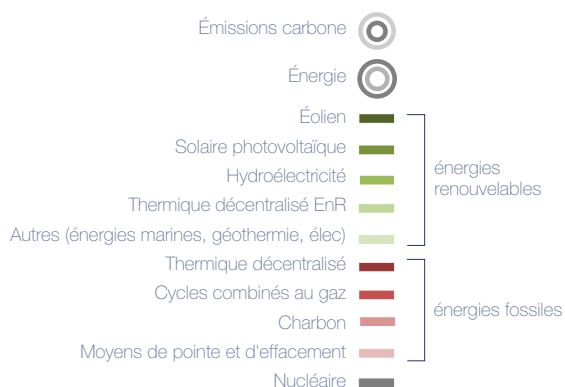 Émissions carbone
Énergie
Éolien
Solaire photovoltaïque
Hydroélectricité
Thermique décentralisé EnR
Autres (énergies marines, géothermie, élec)
énergies
renouvelables
Thermique décentralisé
Cycles combinés au gaz
Charbon
Moyens de pointe et d'effacement
énergies fossiles
Nucléaire